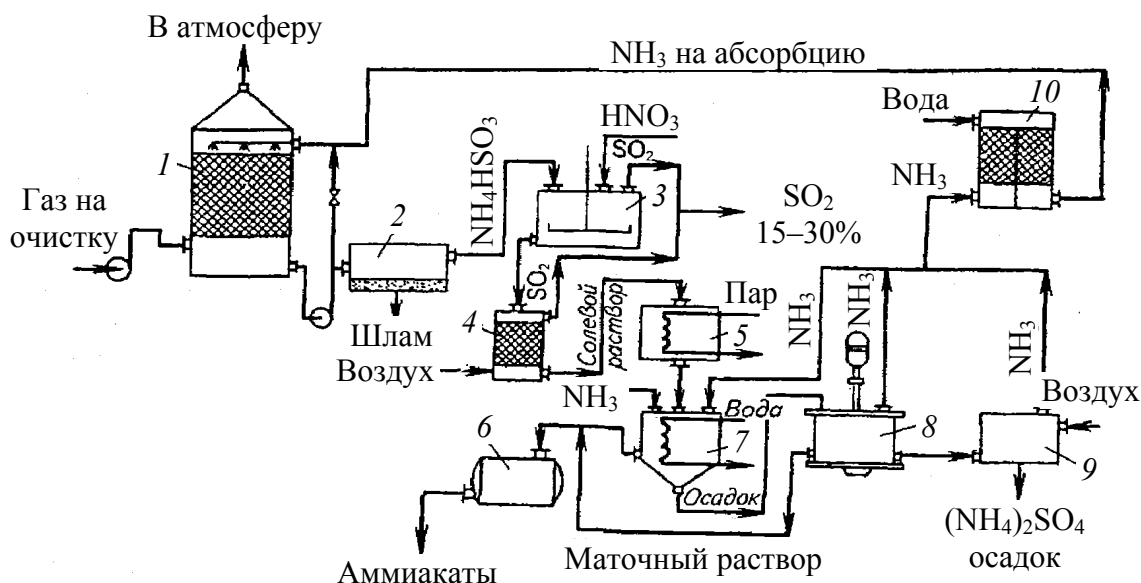 В атмосферу
NH₃ на абсорбцию
Вода
10
HNO₃
SO₂
NH₄HSO₃
1
3
NH₃
Газ на
очистку
2
SO₂
15–30%
SO₂
Солевой
раствор
Пар
NH₃
NH₃
NH₃
4
5
Шлам
Воздух
Воздух
NH₃
Вода
6
7
8
9
Осадок
(NH₄)₂SO₄
осадок
Маточный раствор
Аммиакаты